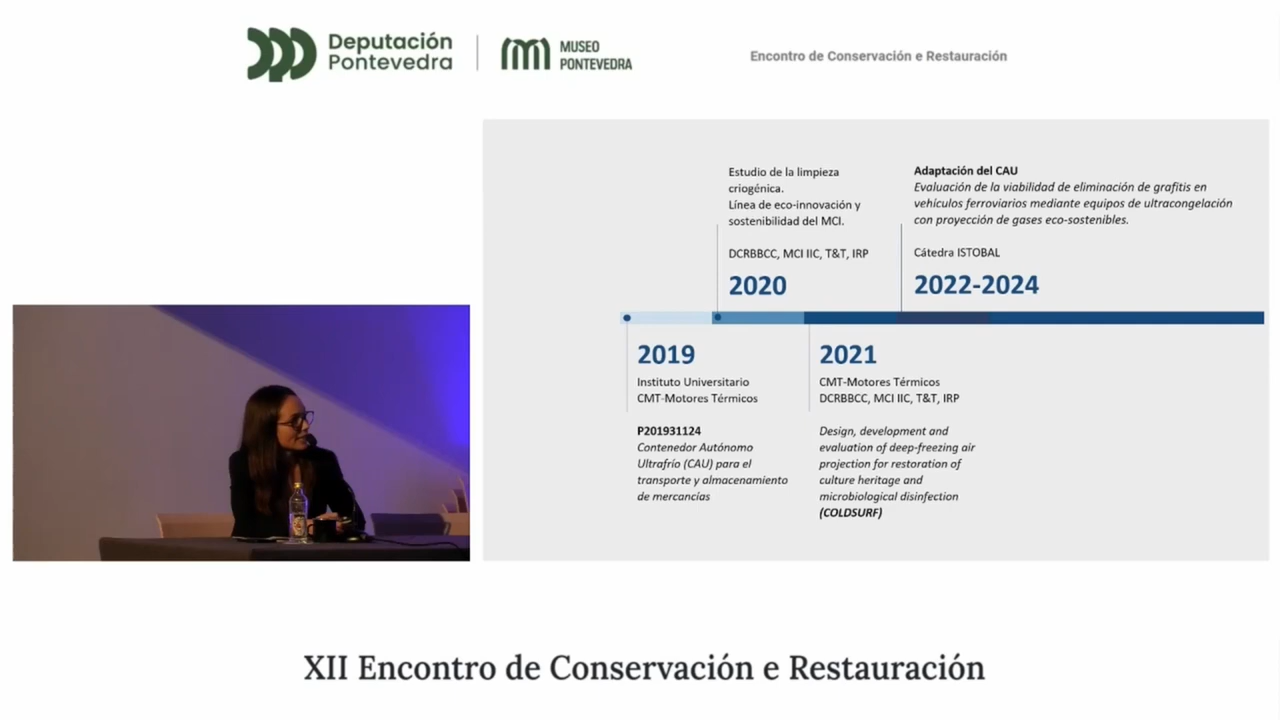 Deputación
Pontevedra
MUSEO
PONTEVEDRA
Encontro de Conservación e Restauración
Estudio de la limpieza
criogénica.
Línea de eco-innovación y
sostenibilidad del MCI.
DCRBBCC, MCI IIC, T&T, IRP
2020
Adaptación del CAU
Evaluación de la viabilidad de eliminación de grafitis en
vehículos ferroviarios mediante equipos de ultracongelación
con proyección de gases eco-sostenibles.
Cátedra ISTOBAL
2022-2024
2019
Instituto Universitario
CMT-Motores Térmicos
P201931124
Contenedor Autónomo
Ultrafrío (CAU) para el
transporte y almacenamiento
de mercancías
2021
CMT-Motores Térmicos
DCRBBCC, MCI IIC, T&T, IRP
Design, development and
evaluation of deep-freezing air
projection for restoration of
culture heritage and
microbiological disinfection
(COLDSURF)
XII Encontro de Conservación e Restauración